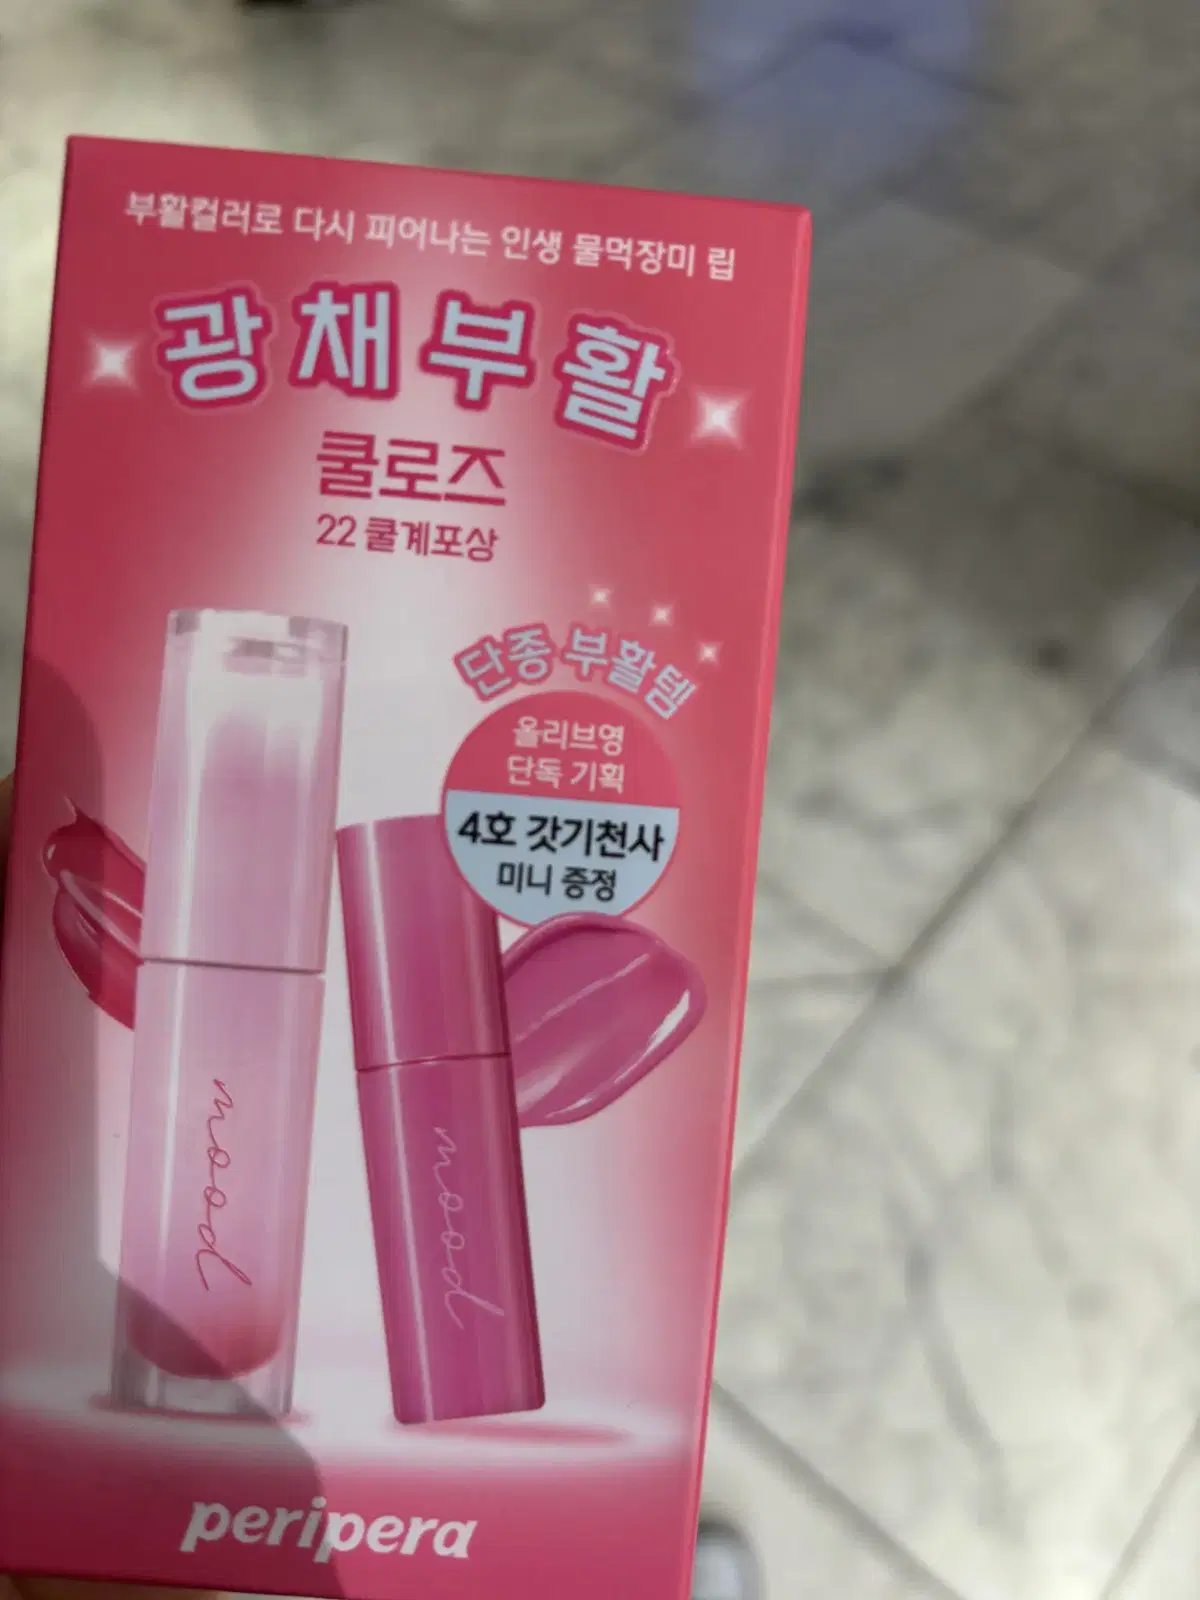 부활컬러로 다시 피어나는 인생 물먹장미 립
광채부활
쿨로즈
22 쿨계포상
단종 부활템
올리브영
단독 기획
4호 갓기천사
미니 증정
mood
mood
peripera